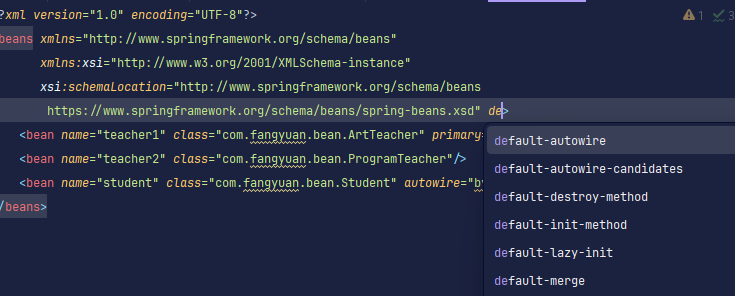 ?xml version="1.0" encoding="UTF-8"?>
1 3
beans xmlns="http://www.springframework.org/schema/beans"
xmlns:xsi="http://www.w3.org/2001/XMLSchema-instance"
xsi:schemaLocation="http://www.springframework.org/schema/beans
https://www.springframework.org/schema/beans/spring-beans.xsd" de>
<bean name="teacher1" class="com.fangyuan.bean.ArtTeacher" primary=
<bean name="teacher2" class="com.fangyuan.bean.ProgramTeacher"/>
<bean name="student" class="com.fangyuan.bean.Student" autowire="by
/beans>
default-autowire
default-autowire-candidates
default-destroy-method
default-init-method
default-lazy-init
default-merge